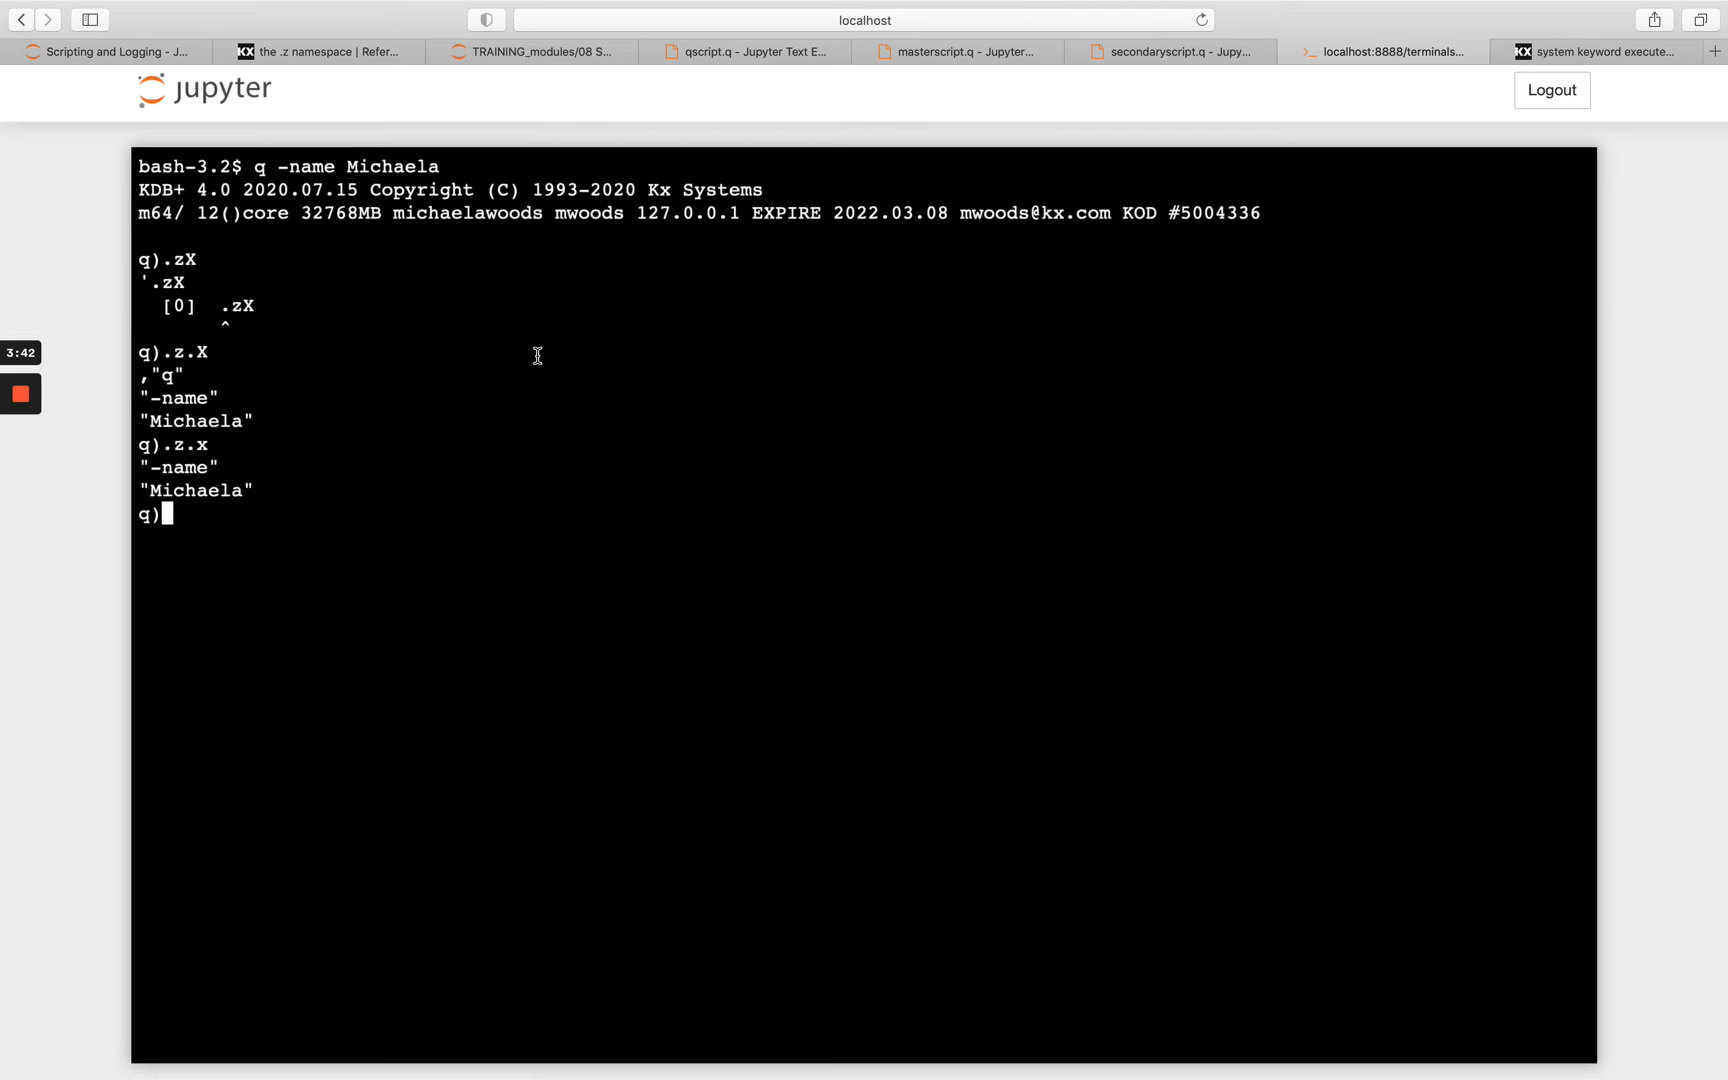 localhost
Scripting and Logging - J...
KX the .z namespace | Refer...
TRAINING_modules/08 S...
qscript.q - Jupyter Text E...
masterscript.q - Jupyter...
secondaryscript.q - Jupy...
localhost:8888/terminals...
KX system keyword execute...
jupyter
Logout
bash-3.2$ q -name Michaela
KDB+ 4.0 2020.07.15 Copyright (C) 1993-2020 Kx Systems
m64/ 12()core 32768MB michaelawoods mwoods 127.0.0.1 EXPIRE 2022.03.08 mwoods@kx.com KOD #5004336
q).zX
'.zX
[0]  .zX
^
q).z.X
,"q"
"-name"
"Michaela"
q).z.x
"-name"
"Michaela"
q)
3:42